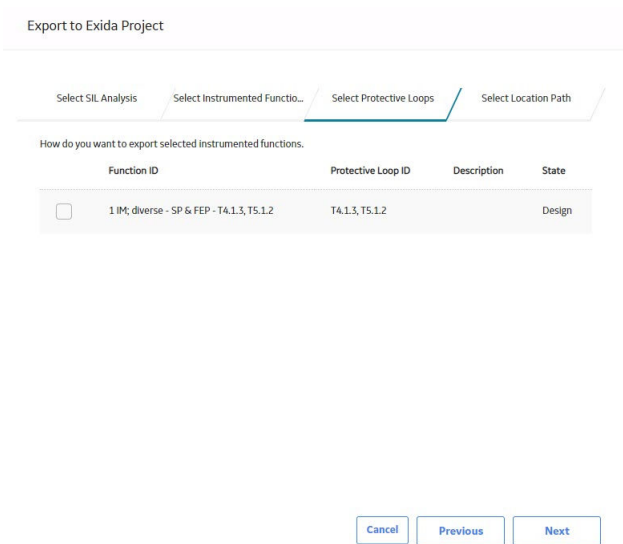 Export to Exida Project
Select SIL Analysis Select Instrumented Functio... Select Protective Loops Select Location Path
How do you want to export selected instrumented functions.
Function ID Protective Loop ID Description State
1 IM; diverse - SP & FEP - T4.1.3, T5.1.2 T4.1.3, T5.1.2 Design
Cancel Previous Next